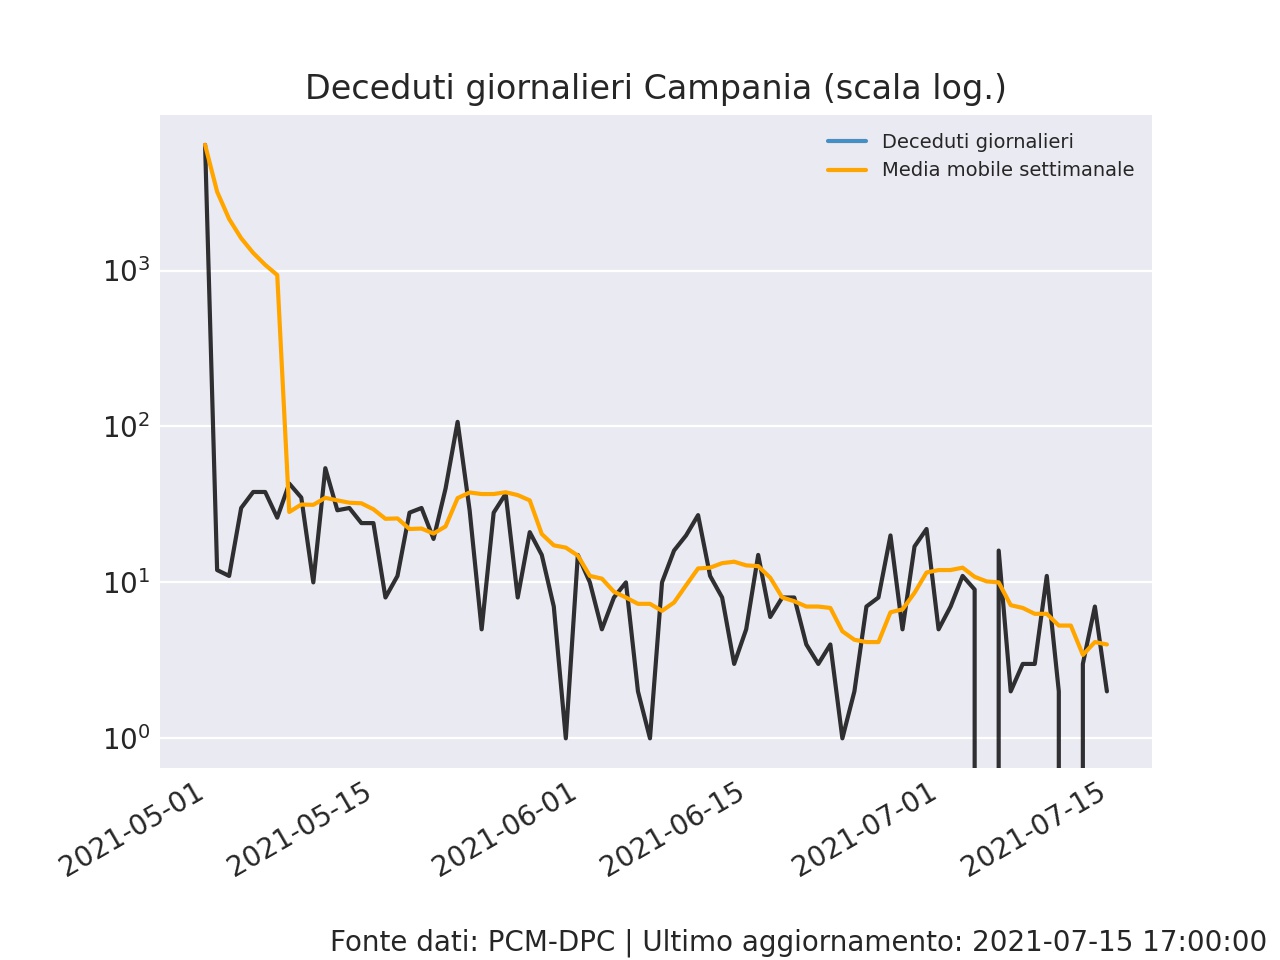 Deceduti giornalieri Campania (scala log.)
Deceduti giornalieri
Media mobile settimanale
10³
10²
10¹
10⁰
2021-05-01
2021-05-15
2021-06-01
2021-06-15
2021-07-01
2021-07-15
Fonte dati: PCM-DPC | Ultimo aggiornamento: 2021-07-15 17:00:00